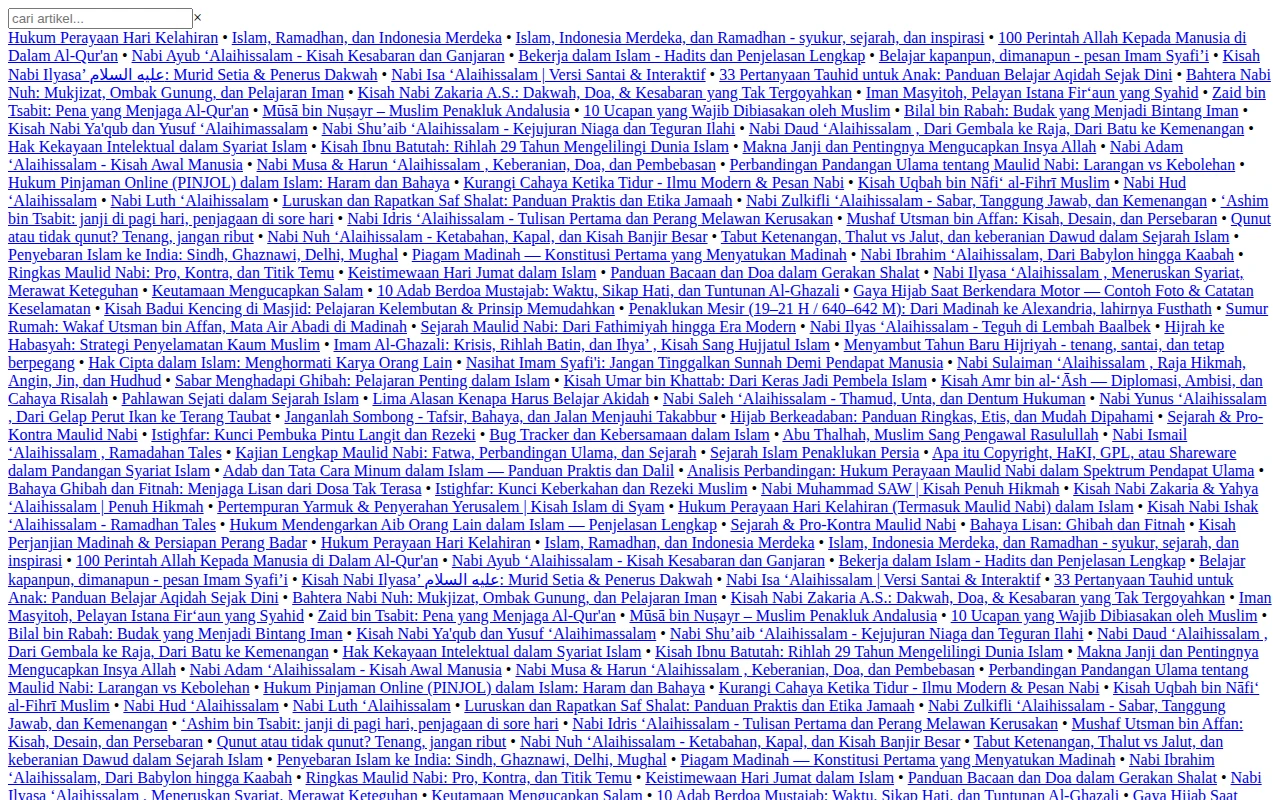 cari artikel...×
Hukum Perayaan Hari Kelahiran • Islam, Ramadhan, dan Indonesia Merdeka • Islam, Indonesia Merdeka, dan Ramadhan - syukur, sejarah, dan inspirasi • 100 Perintah Allah Kepada Manusia di
Dalam Al-Qur'an • Nabi Ayub ‘Alaihissalam - Kisah Kesabaran dan Ganjaran • Bekerja dalam Islam - Hadits dan Penjelasan Lengkap • Belajar kapanpun, dimanapun - pesan Imam Syafi’i • Kisah
Nabi Ilyasa’ عليه السلام: Murid Setia & Penerus Dakwah • Nabi Isa ‘Alaihissalam | Versi Santai & Interaktif • 33 Pertanyaan Tauhid untuk Anak: Panduan Belajar Aqidah Sejak Dini • Bahtera Nabi
Nuh: Mukjizat, Ombak Gunung, dan Pelajaran Iman • Kisah Nabi Zakaria A.S.: Dakwah, Doa, & Kesabaran yang Tak Tergoyahkan • Iman Masyitoh, Pelayan Istana Fir‘aun yang Syahid • Zaid bin
Tsabit: Pena yang Menjaga Al-Qur'an • Mūsā bin Nuṣayr – Muslim Penakluk Andalusia • 10 Ucapan yang Wajib Dibiasakan oleh Muslim • Bilal bin Rabah: Budak yang Menjadi Bintang Iman •
Kisah Nabi Ya'qub dan Yusuf ‘Alaihimassalam • Nabi Shu’aib ‘Alaihissalam - Kejujuran Niaga dan Teguran Ilahi • Nabi Daud ‘Alaihissalam , Dari Gembala ke Raja, Dari Batu ke Kemenangan •
Hak Kekayaan Intelektual dalam Syariat Islam • Kisah Ibnu Batutah: Rihlah 29 Tahun Mengelilingi Dunia Islam • Makna Janji dan Pentingnya Mengucapkan Insya Allah • Nabi Adam
‘Alaihissalam - Kisah Awal Manusia • Nabi Musa & Harun ‘Alaihissalam , Keberanian, Doa, dan Pembebasan • Perbandingan Pandangan Ulama tentang Maulid Nabi: Larangan vs Kebolehan •
Hukum Pinjaman Online (PINJOL) dalam Islam: Haram dan Bahaya • Kurangi Cahaya Ketika Tidur - Ilmu Modern & Pesan Nabi • Kisah Uqbah bin Nāfi‘ al-Fihrī Muslim • Nabi Hud
‘Alaihissalam • Nabi Luth ‘Alaihissalam • Luruskan dan Rapatkan Saf Shalat: Panduan Praktis dan Etika Jamaah • Nabi Zulkifli ‘Alaihissalam - Sabar, Tanggung Jawab, dan Kemenangan • ‘Ashim
bin Tsabit: janji di pagi hari, penjagaan di sore hari • Nabi Idris ‘Alaihissalam - Tulisan Pertama dan Perang Melawan Kerusakan • Mushaf Utsman bin Affan: Kisah, Desain, dan Persebaran • Qunut
atau tidak qunut? Tenang, jangan ribut • Nabi Nuh ‘Alaihissalam - Ketabahan, Kapal, dan Kisah Banjir Besar • Tabut Ketenangan, Thalut vs Jalut, dan keberanian Dawud dalam Sejarah Islam •
Penyebaran Islam ke India: Sindh, Ghaznawi, Delhi, Mughal • Piagam Madinah — Konstitusi Pertama yang Menyatukan Madinah • Nabi Ibrahim ‘Alaihissalam, Dari Babylon hingga Kaabah •
Ringkas Maulid Nabi: Pro, Kontra, dan Titik Temu • Keistimewaan Hari Jumat dalam Islam • Panduan Bacaan dan Doa dalam Gerakan Shalat • Nabi Ilyasa ‘Alaihissalam , Meneruskan Syariat,
Merawat Keteguhan • Keutamaan Mengucapkan Salam • 10 Adab Berdoa Mustajab: Waktu, Sikap Hati, dan Tuntunan Al-Ghazali • Gaya Hijab Saat Berkendara Motor — Contoh Foto & Catatan
Keselamatan • Kisah Badui Kencing di Masjid: Pelajaran Kelembutan & Prinsip Memudahkan • Penaklukan Mesir (19–21 H / 640–642 M): Dari Madinah ke Alexandria, lahirnya Fusthath • Sumur
Rumah: Wakaf Utsman bin Affan, Mata Air Abadi di Madinah • Sejarah Maulid Nabi: Dari Fathimiyah hingga Era Modern • Nabi Ilyas ‘Alaihissalam - Teguh di Lembah Baalbek • Hijrah ke
Habasyah: Strategi Penyelamatan Kaum Muslim • Imam Al-Ghazali: Krisis, Rihlah Batin, dan Ihya’ , Kisah Sang Hujjatul Islam • Menyambut Tahun Baru Hijriyah - tenang, santai, dan tetap
berpegang • Hak Cipta dalam Islam: Menghormati Karya Orang Lain • Nasihat Imam Syafi'i: Jangan Tinggalkan Sunnah Demi Pendapat Manusia • Nabi Sulaiman ‘Alaihissalam , Raja Hikmah,
Angin, Jin, dan Hudhud • Sabar Menghadapi Ghibah: Pelajaran Penting dalam Islam • Kisah Umar bin Khattab: Dari Keras Jadi Pembela Islam • Kisah Amr bin al-‘Āsh — Diplomasi, Ambisi, dan
Cahaya Risalah • Pahlawan Sejati dalam Sejarah Islam • Lima Alasan Kenapa Harus Belajar Akidah • Nabi Saleh ‘Alaihissalam - Thamud, Unta, dan Dentum Hukuman • Nabi Yunus ‘Alaihissalam
, Dari Gelap Perut Ikan ke Terang Taubat • Janganlah Sombong - Tafsir, Bahaya, dan Jalan Menjauhi Takabbur • Hijab Berkeadaban: Panduan Ringkas, Etis, dan Mudah Dipahami • Sejarah & Pro-
Kontra Maulid Nabi • Istighfar: Kunci Pembuka Pintu Langit dan Rezeki • Bug Tracker dan Kebersamaan dalam Islam • Abu Thalhah, Muslim Sang Pengawal Rasulullah • Nabi Ismail
‘Alaihissalam , Ramadahan Tales • Kajian Lengkap Maulid Nabi: Fatwa, Perbandingan Ulama, dan Sejarah • Sejarah Islam Penaklukan Persia • Apa itu Copyright, HaKI, GPL, atau Shareware
dalam Pandangan Syariat Islam • Adab dan Tata Cara Minum dalam Islam — Panduan Praktis dan Dalil • Analisis Perbandingan: Hukum Perayaan Maulid Nabi dalam Spektrum Pendapat Ulama •
Bahaya Ghibah dan Fitnah: Menjaga Lisan dari Dosa Tak Terasa • Istighfar: Kunci Keberkahan dan Rezeki Muslim • Nabi Muhammad SAW | Kisah Penuh Hikmah • Kisah Nabi Zakaria & Yahya
‘Alaihissalam | Penuh Hikmah • Pertempuran Yarmuk & Penyerahan Yerusalem | Kisah Islam di Syam • Hukum Perayaan Hari Kelahiran (Termasuk Maulid Nabi) dalam Islam • Kisah Nabi Ishak
‘Alaihissalam - Ramadhan Tales • Hukum Mendengarkan Aib Orang Lain dalam Islam — Penjelasan Lengkap • Sejarah & Pro-Kontra Maulid Nabi • Bahaya Lisan: Ghibah dan Fitnah • Kisah
Perjanjian Madinah & Persiapan Perang Badar • Hukum Perayaan Hari Kelahiran • Islam, Ramadhan, dan Indonesia Merdeka • Islam, Indonesia Merdeka, dan Ramadhan - syukur, sejarah, dan
inspirasi • 100 Perintah Allah Kepada Manusia di Dalam Al-Qur'an • Nabi Ayub ‘Alaihissalam - Kisah Kesabaran dan Ganjaran • Bekerja dalam Islam - Hadits dan Penjelasan Lengkap • Belajar
kapanpun, dimanapun - pesan Imam Syafi’i • Kisah Nabi Ilyasa’ عليه السلام: Murid Setia & Penerus Dakwah • Nabi Isa ‘Alaihissalam | Versi Santai & Interaktif • 33 Pertanyaan Tauhid untuk
Anak: Panduan Belajar Aqidah Sejak Dini • Bahtera Nabi Nuh: Mukjizat, Ombak Gunung, dan Pelajaran Iman • Kisah Nabi Zakaria A.S.: Dakwah, Doa, & Kesabaran yang Tak Tergoyahkan • Iman
Masyitoh, Pelayan Istana Fir‘aun yang Syahid • Zaid bin Tsabit: Pena yang Menjaga Al-Qur'an • Mūsā bin Nuṣayr – Muslim Penakluk Andalusia • 10 Ucapan yang Wajib Dibiasakan oleh Muslim •
Bilal bin Rabah: Budak yang Menjadi Bintang Iman • Kisah Nabi Ya'qub dan Yusuf ‘Alaihimassalam • Nabi Shu’aib ‘Alaihissalam - Kejujuran Niaga dan Teguran Ilahi • Nabi Daud ‘Alaihissalam ,
Dari Gembala ke Raja, Dari Batu ke Kemenangan • Hak Kekayaan Intelektual dalam Syariat Islam • Kisah Ibnu Batutah: Rihlah 29 Tahun Mengelilingi Dunia Islam • Makna Janji dan Pentingnya
Mengucapkan Insya Allah • Nabi Adam ‘Alaihissalam - Kisah Awal Manusia • Nabi Musa & Harun ‘Alaihissalam , Keberanian, Doa, dan Pembebasan • Perbandingan Pandangan Ulama tentang
Maulid Nabi: Larangan vs Kebolehan • Hukum Pinjaman Online (PINJOL) dalam Islam: Haram dan Bahaya • Kurangi Cahaya Ketika Tidur - Ilmu Modern & Pesan Nabi • Kisah Uqbah bin Nāfi‘
al-Fihrī Muslim • Nabi Hud ‘Alaihissalam • Nabi Luth ‘Alaihissalam • Luruskan dan Rapatkan Saf Shalat: Panduan Praktis dan Etika Jamaah • Nabi Zulkifli ‘Alaihissalam - Sabar, Tanggung
Jawab, dan Kemenangan • ‘Ashim bin Tsabit: janji di pagi hari, penjagaan di sore hari • Nabi Idris ‘Alaihissalam - Tulisan Pertama dan Perang Melawan Kerusakan • Mushaf Utsman bin Affan:
Kisah, Desain, dan Persebaran • Qunut atau tidak qunut? Tenang, jangan ribut • Nabi Nuh ‘Alaihissalam - Ketabahan, Kapal, dan Kisah Banjir Besar • Tabut Ketenangan, Thalut vs Jalut, dan
keberanian Dawud dalam Sejarah Islam • Penyebaran Islam ke India: Sindh, Ghaznawi, Delhi, Mughal • Piagam Madinah — Konstitusi Pertama yang Menyatukan Madinah • Nabi Ibrahim
‘Alaihissalam, Dari Babylon hingga Kaabah • Ringkas Maulid Nabi: Pro, Kontra, dan Titik Temu • Keistimewaan Hari Jumat dalam Islam • Panduan Bacaan dan Doa dalam Gerakan Shalat • Nabi
Ilyasa ‘Alaihissalam , Meneruskan Syariat, Merawat Keteguhan • Keutamaan Mengucapkan Salam • 10 Adab Berdoa Mustajab: Waktu, Sikap Hati, dan Tuntunan Al-Ghazali • Gaya Hijab Saat